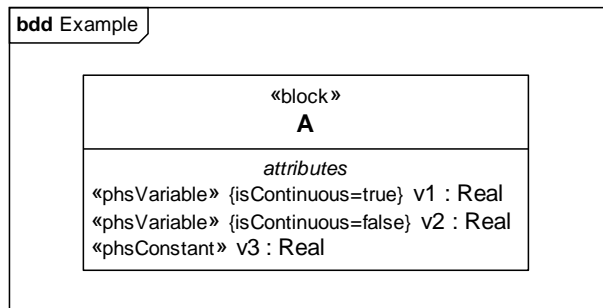 bdd Example
«block»
A
attributes
«phsVariable» {isContinuous=true} v1 : Real
«phsVariable» {isContinuous=false} v2 : Real
«phsConstant» v3 : Real